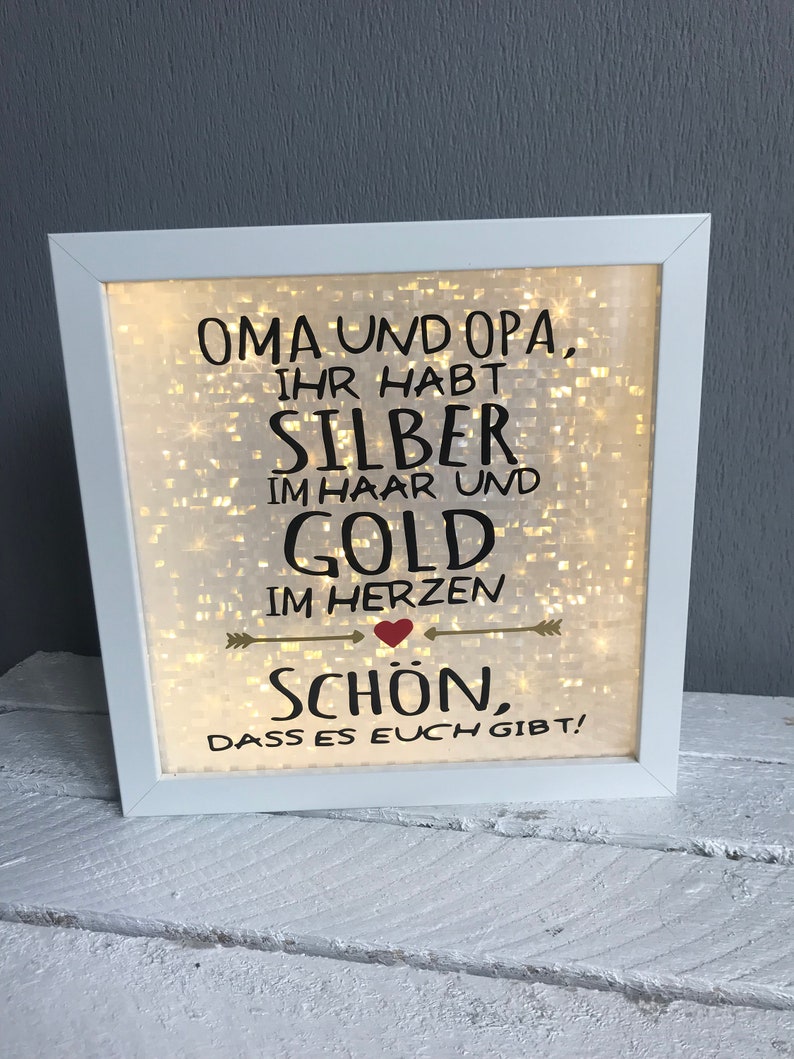 OMA UND OPA,
IHR HABT
SILBER
IM HAAR UND
GOLD
IM HERZEN
SCHÖN,
DASS ES EUCH GIBT!